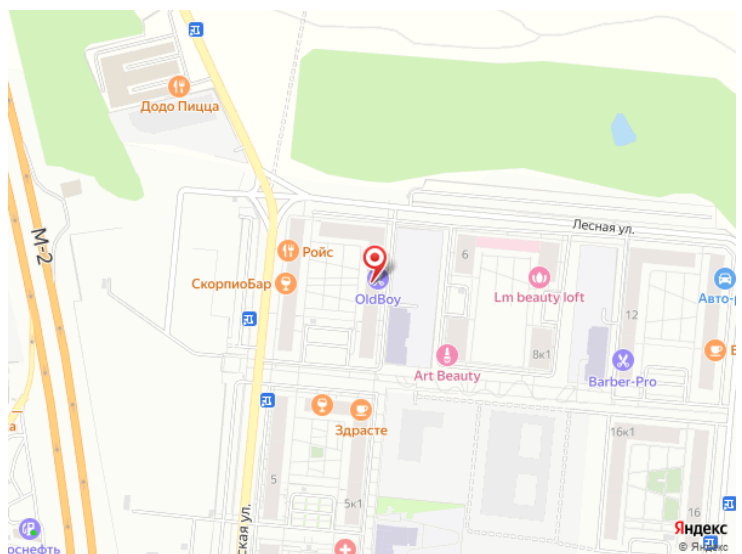 Додо Пицца
M-2
Лесная ул.
Ройс
СкорпиоБар
OldBoy
6
Lm beauty loft
Авто-р
12
8к1
Art Beauty
Barber-Pro
Здрасте
16к1
5
5к1
ская ул.
16
оснефть
Яндекс
© Яндекс